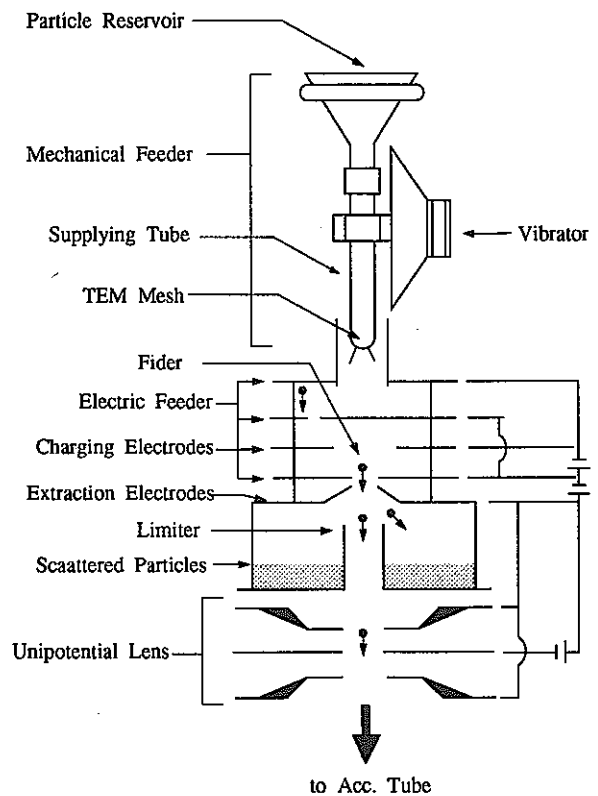 Particle Reservoir
Mechanical Feeder
Supplying Tube
Vibrator
TEM Mesh
Fider
Electric Feeder
Charging Electrodes
Extraction Electrodes
Limiter
Scaattered Particles
Unipotential Lens
to Acc. Tube